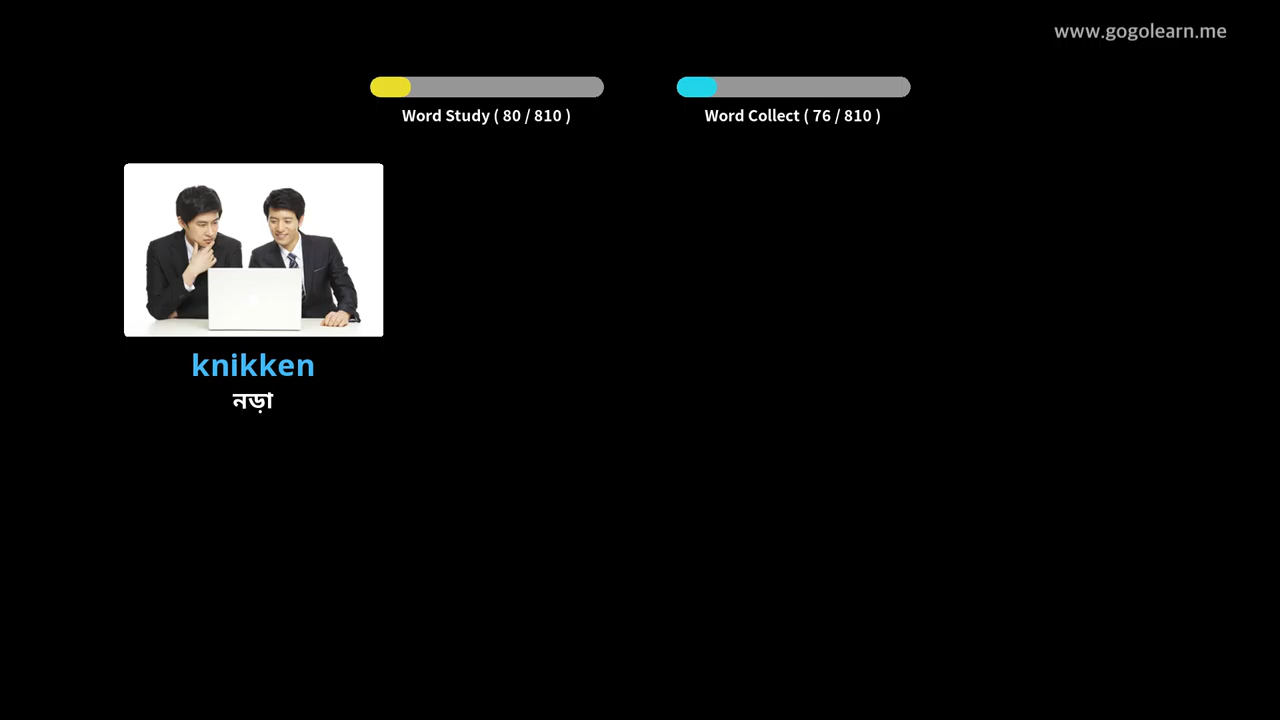 www.gogolearn.me
Word Study ( 80 / 810 )
Word Collect ( 76 / 810 )
knikken
নড়া